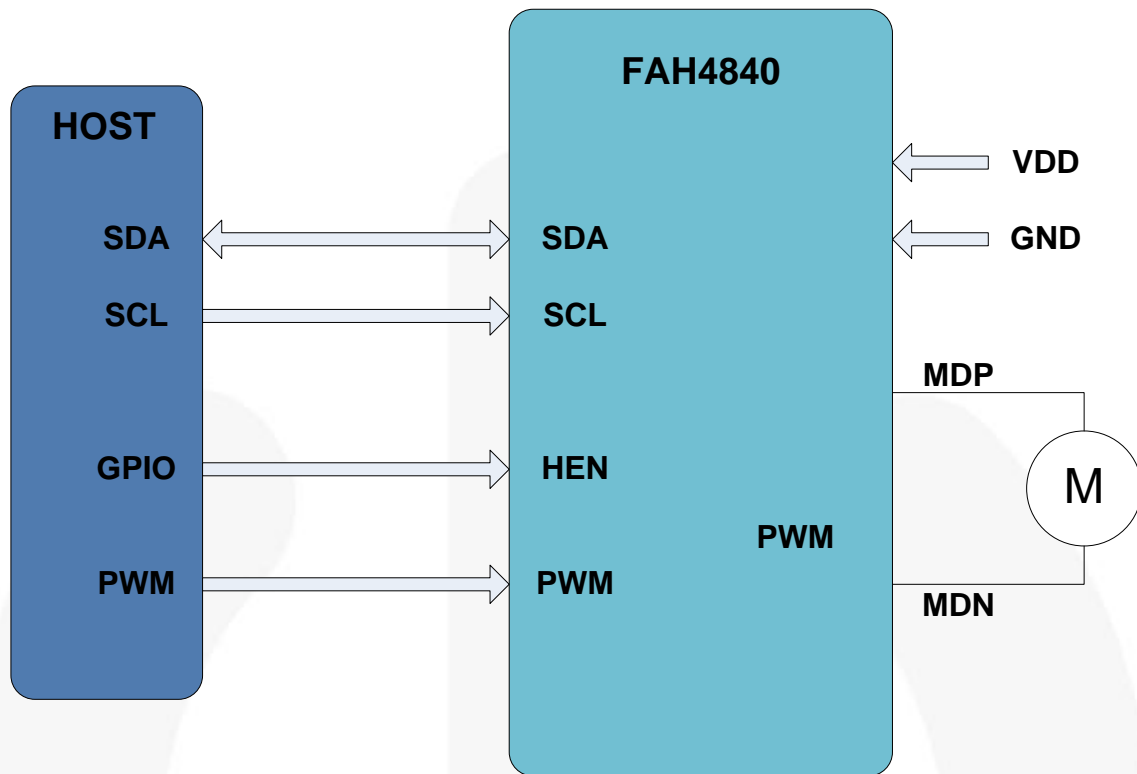 FAH4840
HOST
VDD
SDA
SDA
GND
SCL
SCL
MDP
GPIO
HEN
M
PWM
PWM
PWM
MDN